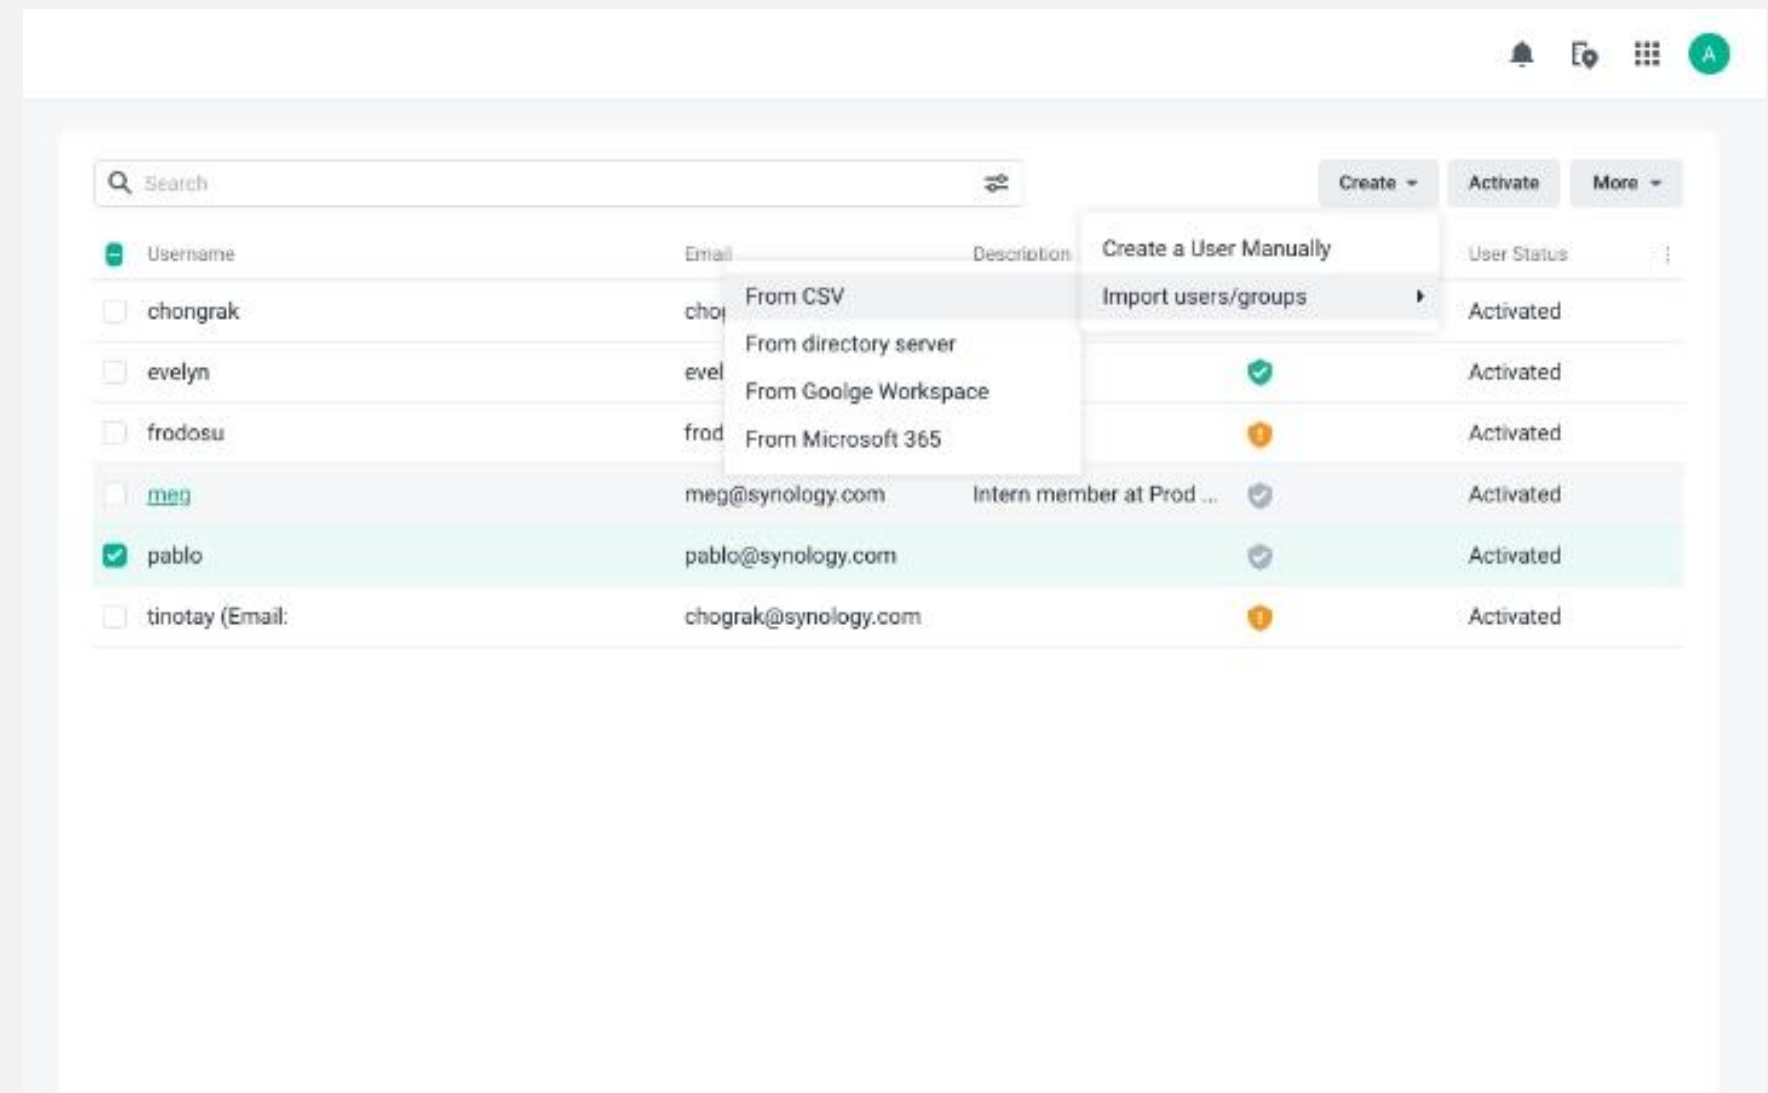 A
Search
Create
Activate
More
Username
Email
Description
User Status
Create a User Manually
Import users/groups
From CSV
From directory server
From Goolge Workspace
From Microsoft 365
chongrak
chog
Activated
evelyn
evel
Activated
frodosu
frod
Activated
meg
meg@synology.com
Intern member at Prod ...
Activated
pablo
pablo@synology.com
Activated
tinotay (Email:
chograk@synology.com
Activated